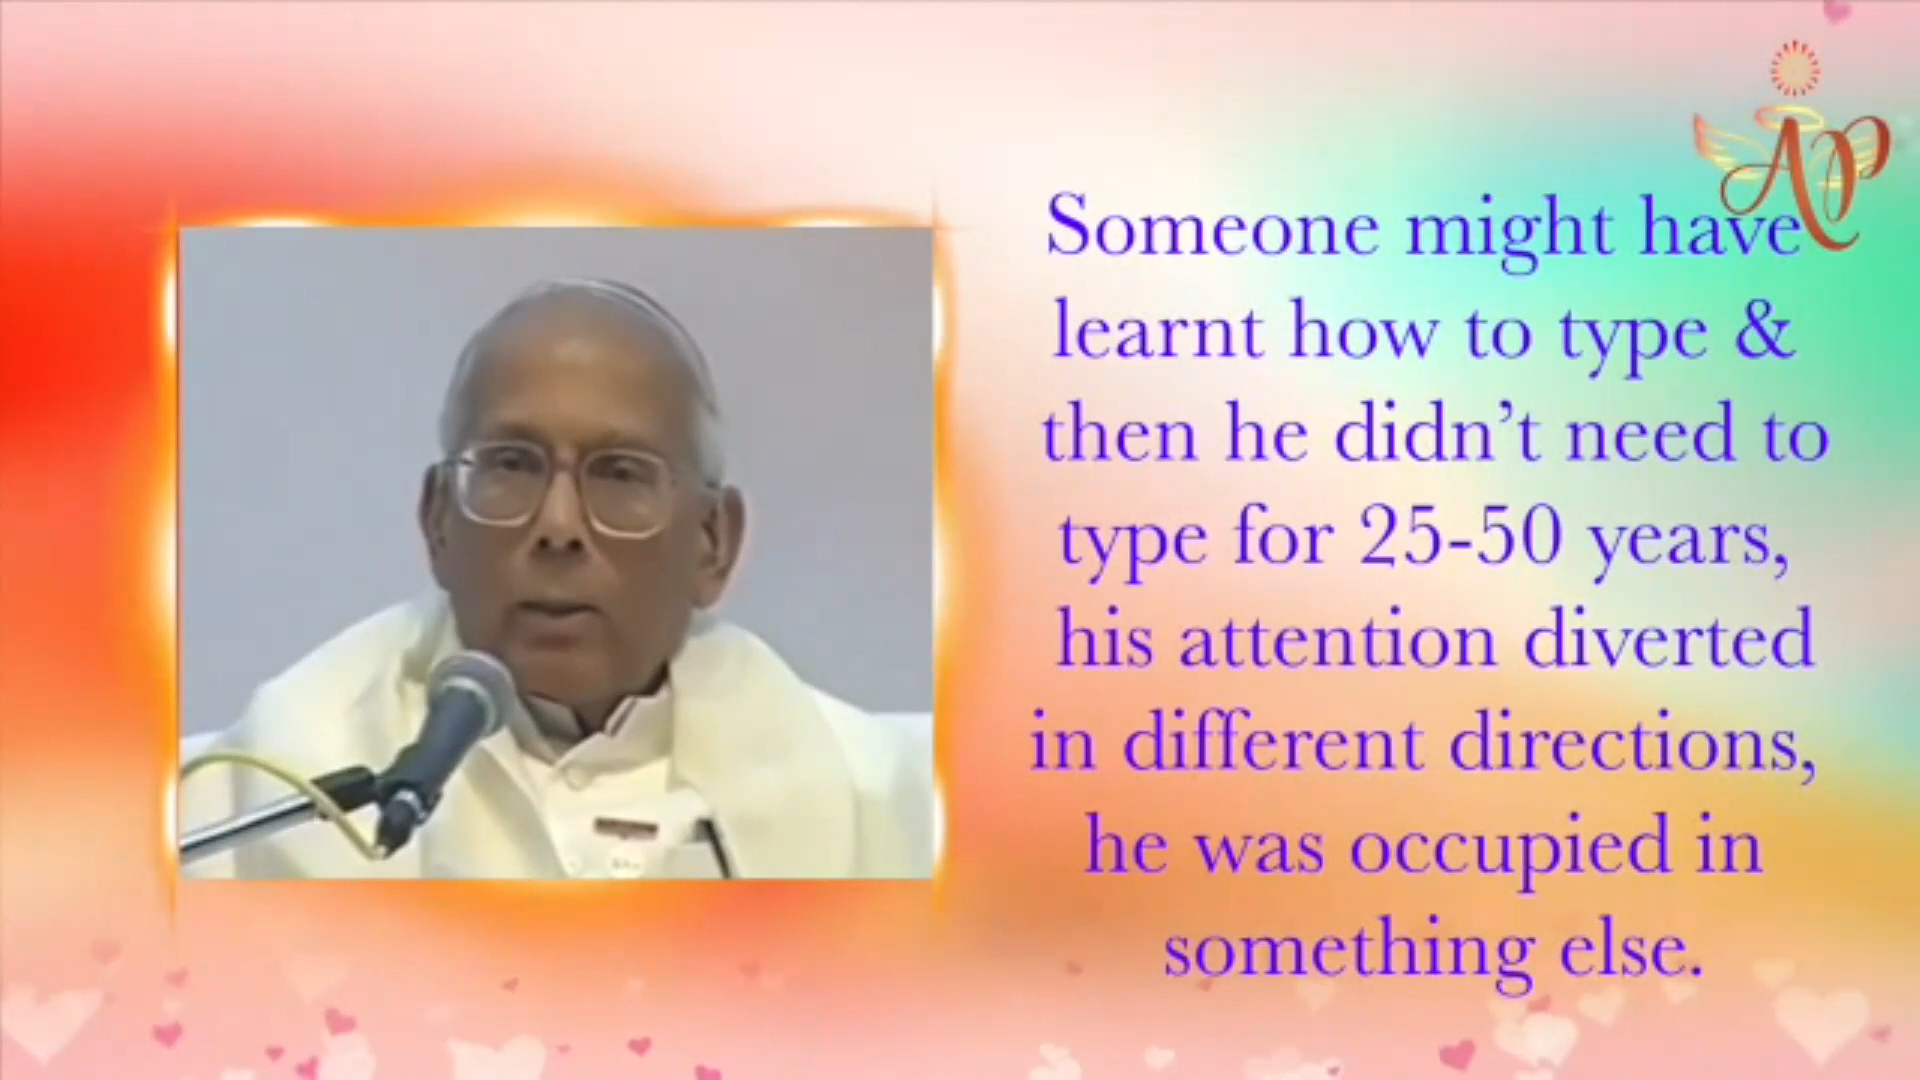 AP
Someone might have
learnt how to type &
then he didn't need to
type for 25-50 years,
his attention diverted
in different directions,
he was occupied in
something else.